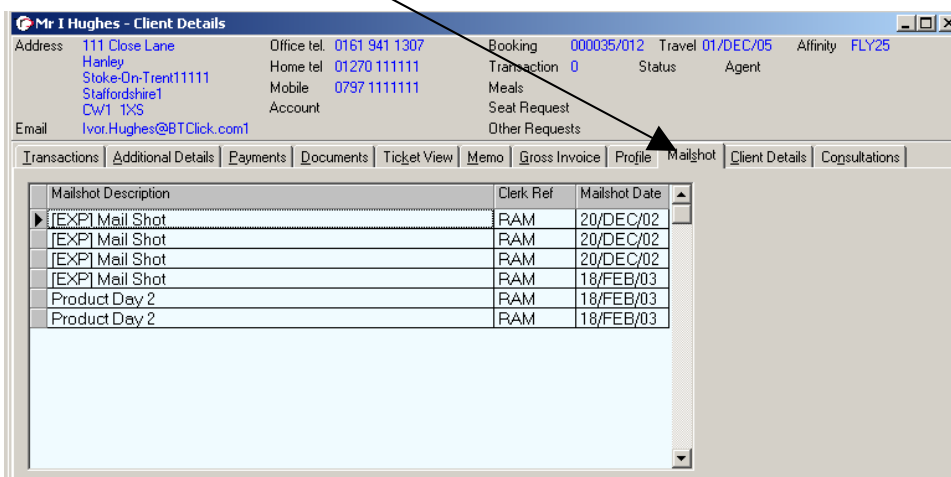 Mr I Hughes - Client Details
Address 111 Close Lane Office tel. 0161 941 1307 Booking 000035/012 Travel 01/DEC/05 Affinity FLY25
Hanley Home tel 01270 111111 Transaction 0 Status Agent
Stoke-On-Trent11111 Mobile 0797 1111111 Meals
Staffordshire1 Account Seat Request
CW1 1XS
Email Ivor.Hughes@BTClick.com1 Other Requests
Transactions Additional Details Payments Documents Ticket View Memo Gross Invoice Profile Mailshot Client Details Consultations
Mailshot Description Clerk Ref Mailshot Date
[EXP] Mail Shot RAM 20/DEC/02
[EXP] Mail Shot RAM 20/DEC/02
[EXP] Mail Shot RAM 20/DEC/02
[EXP] Mail Shot RAM 18/FEB/03
Product Day 2 RAM 18/FEB/03
Product Day 2 RAM 18/FEB/03